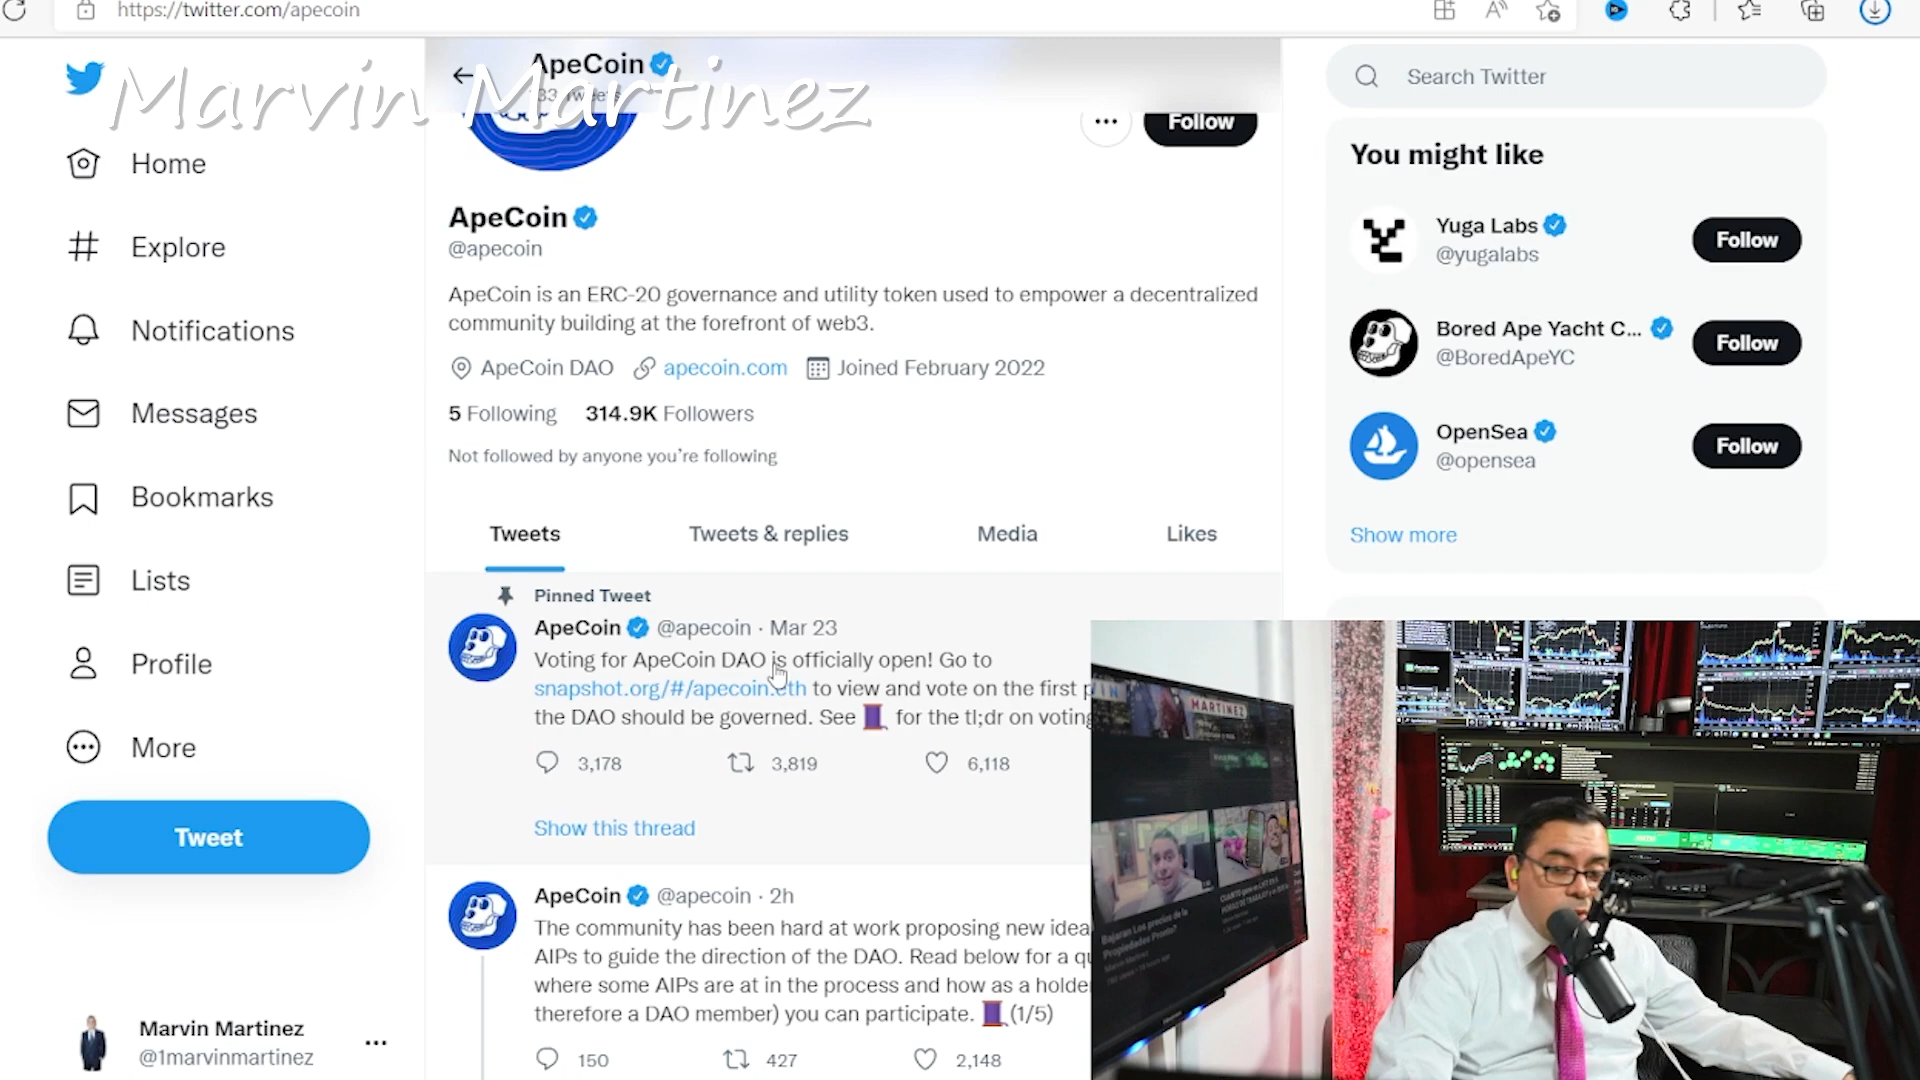 https://twitter.com/apecoin
Marvin Martinez
ApeCoin
Follow
Home
Explore
Notifications
Messages
Bookmarks
Lists
Profile
More
Tweet
Marvin Martinez
@1marvinmartinez
ApeCoin
@apecoin
ApeCoin is an ERC-20 governance and utility token used to empower a decentralized
community building at the forefront of web3.
ApeCoin DAO apecoin.com Joined February 2022
5 Following 314.9K Followers
Not followed by anyone you're following
Tweets Tweets & replies Media Likes
Pinned Tweet
ApeCoin @apecoin · Mar 23
Voting for ApeCoin DAO is officially open! Go to
snapshot.org/#/apecoin.eth to view and vote on the first p
the DAO should be governed. See for the tl;dr on voting
3,178 3,819 6,118
Show this thread
ApeCoin @apecoin · 2h
The community has been hard at work proposing new idea
AIPs to guide the direction of the DAO. Read below for a qu
where some AIPs are at in the process and how as a holde
therefore a DAO member) you can participate. (1/5)
150 427 2,148
Search Twitter
You might like
Yuga Labs
@yugalabs
Follow
Bored Ape Yacht C...
@BoredApeYC
Follow
OpenSea
@opensea
Follow
Show more
MARTINEZ
Bajaran Los precios de la
Propiedades Pronto?